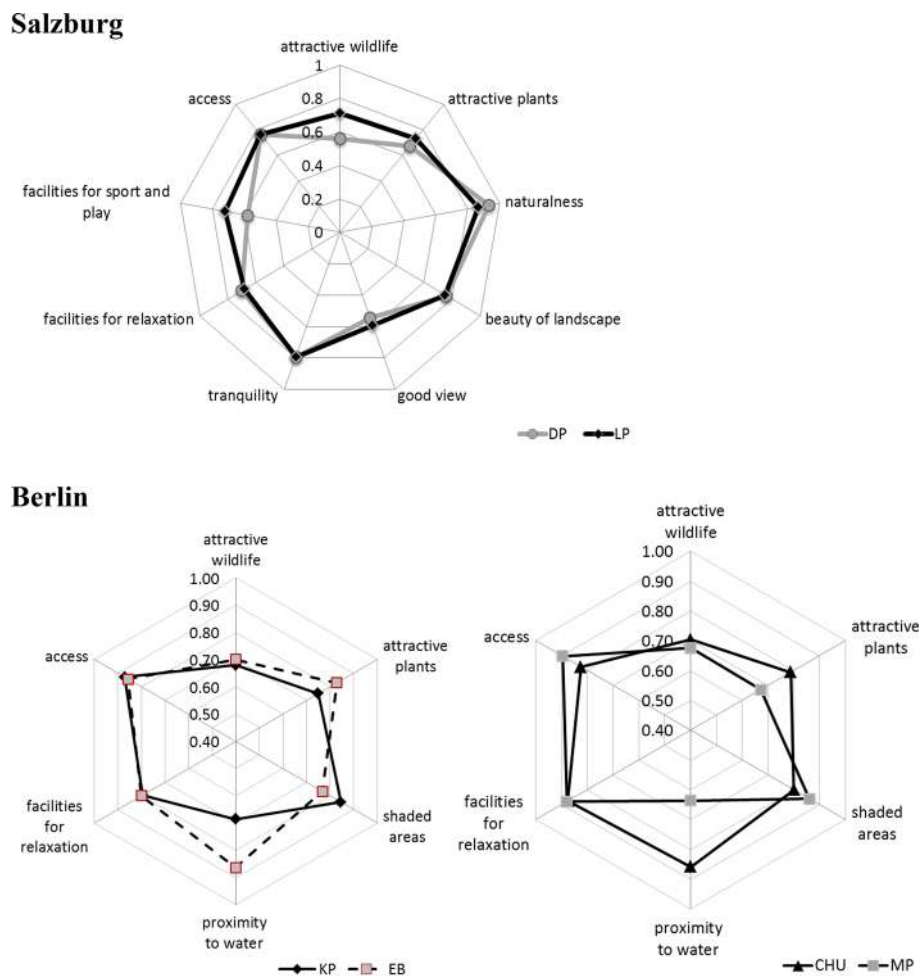 Salzburg
attractive wildlife
1
access
0.8
attractive plants
0.6
facilities for sport and
play
0.4
0.2
naturalness
0
facilities for relaxation
beauty of landscape
tranquility
good view
DP
LP
Berlin
attractive
wildlife
1.00
0.90
access
0.80
attractive
plants
0.70
0.60
0.50
0.40
facilities
for
relaxation
shaded
areas
proximity
to water
KP
EB
attractive
wildlife
1.00
0.90
access
0.80
attractive
plants
0.70
0.60
0.50
0.40
facilities
for
relaxation
shaded
areas
proximity
to water
CHU
MP